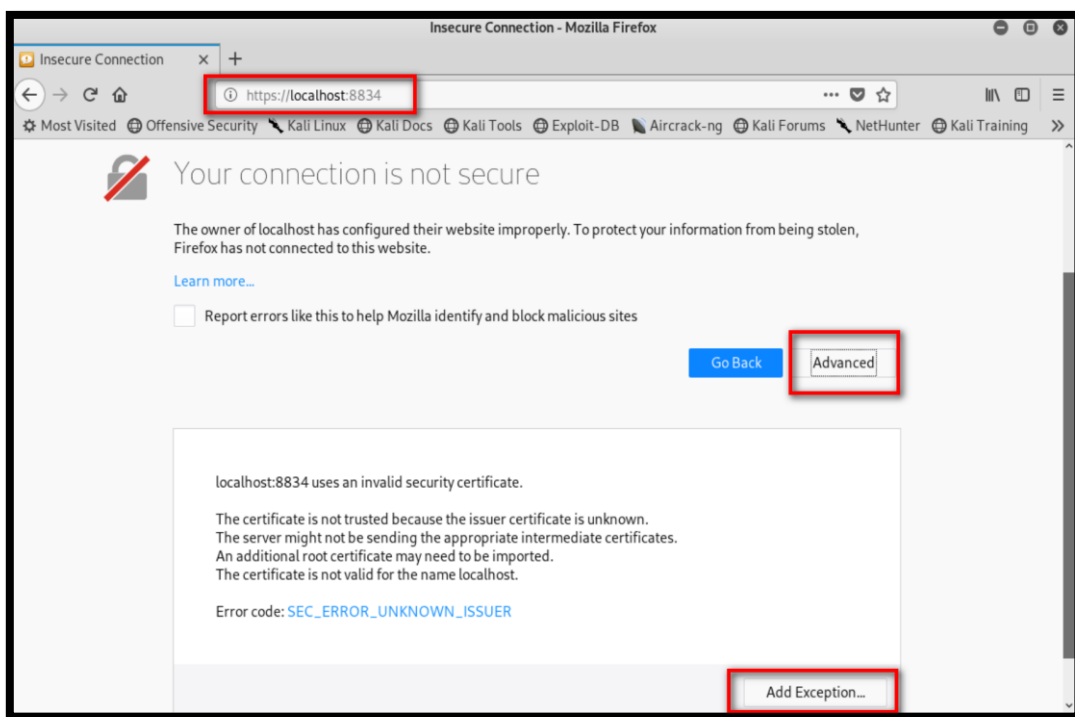 Insecure Connection - Mozilla Firefox
Insecure Connection
https://localhost:8834
Most Visited Offensive Security Kali Linux Kali Docs Kali Tools Exploit-DB Aircrack-ng Kali Forums NetHunter Kali Training
Your connection is not secure
The owner of localhost has configured their website improperly. To protect your information from being stolen,
Firefox has not connected to this website.
Learn more...
Report errors like this to help Mozilla identify and block malicious sites
Go Back Advanced
localhost:8834 uses an invalid security certificate.
The certificate is not trusted because the issuer certificate is unknown.
The server might not be sending the appropriate intermediate certificates.
An additional root certificate may need to be imported.
The certificate is not valid for the name localhost.
Error code: SEC_ERROR_UNKNOWN_ISSUER
Add Exception...